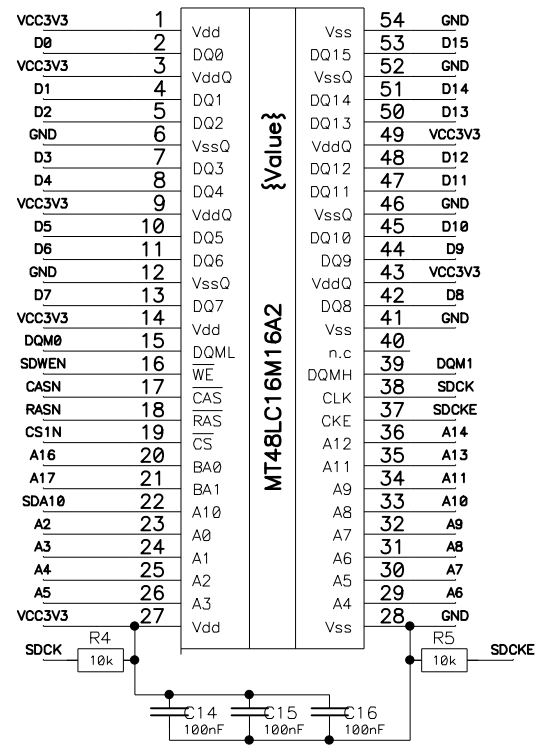 VCC3V3 1 Vdd Vss 54 GND
D0 2 DQ0 DQ15 53 D15
VCC3V3 3 VddQ VssQ 52 GND
D1 4 DQ1 DQ14 51 D14
D2 5 DQ2 DQ13 50 D13
GND 6 VssQ VddQ 49 VCC3V3
D3 7 DQ3 DQ12 48 D12
D4 8 DQ4 DQ11 47 D11
VCC3V3 9 VddQ VssQ 46 GND
D5 10 DQ5 DQ10 45 D10
D6 11 DQ6 DQ9 44 D9
GND 12 VssQ VddQ 43 VCC3V3
D7 13 DQ7 DQ8 42 D8
VCC3V3 14 Vdd Vss 41 GND
DQM0 15 DQML n.c 40
SDWEN 16 WE DQMH 39 DQM1
CASN 17 CAS CLK 38 SDCK
RASN 18 RAS CKE 37 SDCKE
CS1N 19 CS A12 36 A14
A16 20 BA0 A11 35 A13
A17 21 BA1 A9 34 A11
SDA10 22 A10 A8 33 A10
A2 23 A0 A7 32 A9
A3 24 A1 A6 31 A8
A4 25 A2 A5 30 A7
A5 26 A3 A4 29 A6
VCC3V3 27 Vdd Vss 28 GND
{Value}
MT48LC16M16A2
SDCK R4 10k
R5 10k SDCKE
C14 C15 C16
100nF 100nF 100nF